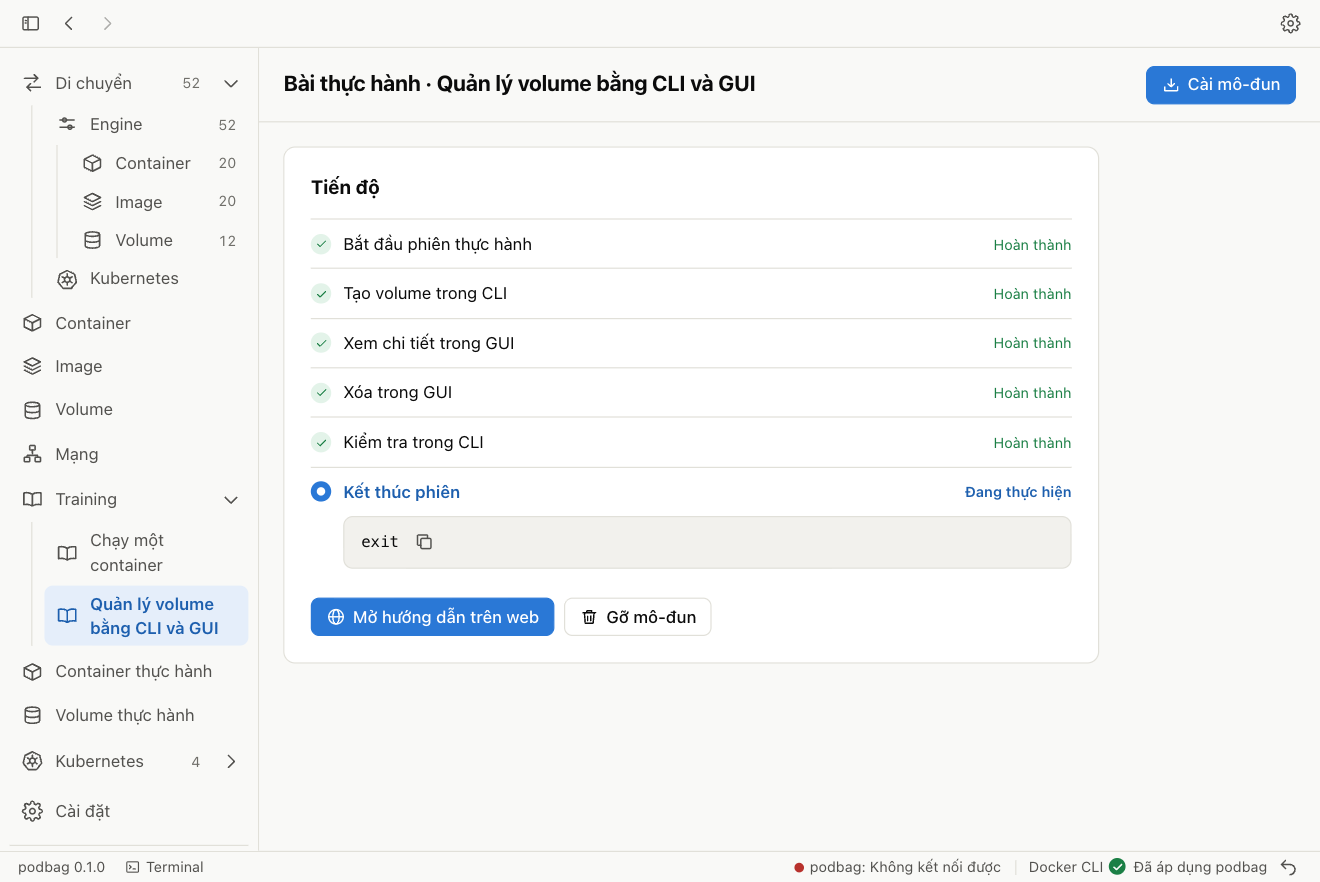 Di chuyển 52
Engine 52
Container 20
Image 20
Volume 12
Kubernetes
Container
Image
Volume
Mạng
Training
Chạy một
container
Quản lý volume
bằng CLI và GUI
Container thực hành
Volume thực hành
Kubernetes 4
Cài đặt
Bài thực hành · Quản lý volume bằng CLI và GUI
Cài mô-đun
Tiến độ
Bắt đầu phiên thực hành Hoàn thành
Tạo volume trong CLI Hoàn thành
Xem chi tiết trong GUI Hoàn thành
Xóa trong GUI Hoàn thành
Kiểm tra trong CLI Hoàn thành
Kết thúc phiên Đang thực hiện
exit
Mở hướng dẫn trên web Gỡ mô-đun
podbag 0.1.0 Terminal podbag: Không kết nối được Docker CLI Đã áp dụng podbag